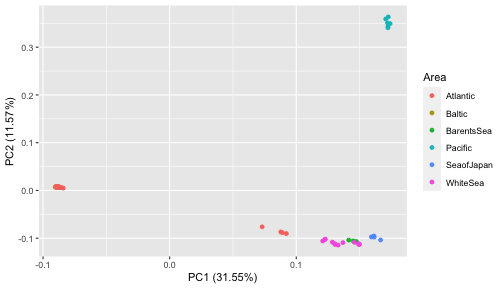 PC2 (11.57%)
0.3
0.2
0.1
0.0
-0.1
-0.1
0.0
0.1
PC1 (31.55%)
Area
Atlantic
Baltic
BarentsSea
Pacific
SeaofJapan
WhiteSea